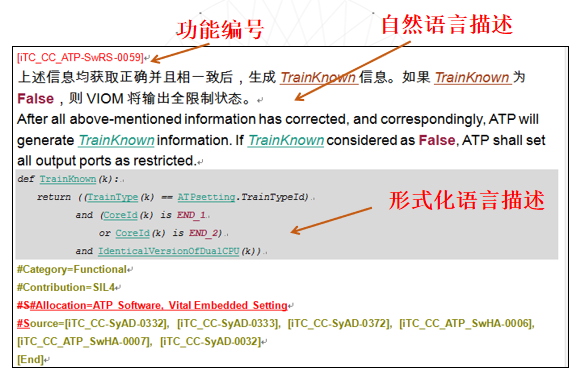 功能编号
自然语言描述
[iTC_CC_ATP-SwRS-0059]
上述信息均获取正确并且相一致后，生成 TrainKnown 信息。如果 TrainKnown 为
False，则 VIOM 将输出全限制状态。
After all above-mentioned information has corrected, and correspondingly, ATP will
generate TrainKnown information. If TrainKnown considered as False, ATP shall set
all output ports as restricted.
def TrainKnown(k):
return ((TrainType(k) == ATPsetting.TrainTypeId)
and (CoreId(k) is END_1
or CoreId(k) is END_2)
and IdenticalVersionOfDualCPU(k))
形式化语言描述
#Category=Functional
#Contribution=SIL4
#S#Allocation=ATP Software, Vital Embedded Setting
#Source=[iTC_CC-SyAD-0332], [iTC_CC-SyAD-0333], [iTC_CC-SyAD-0372], [iTC_CC_ATP_SwHA-0006],
[iTC_CC_ATP_SwHA-0007], [iTC_CC-SyAD-0032]
[End]